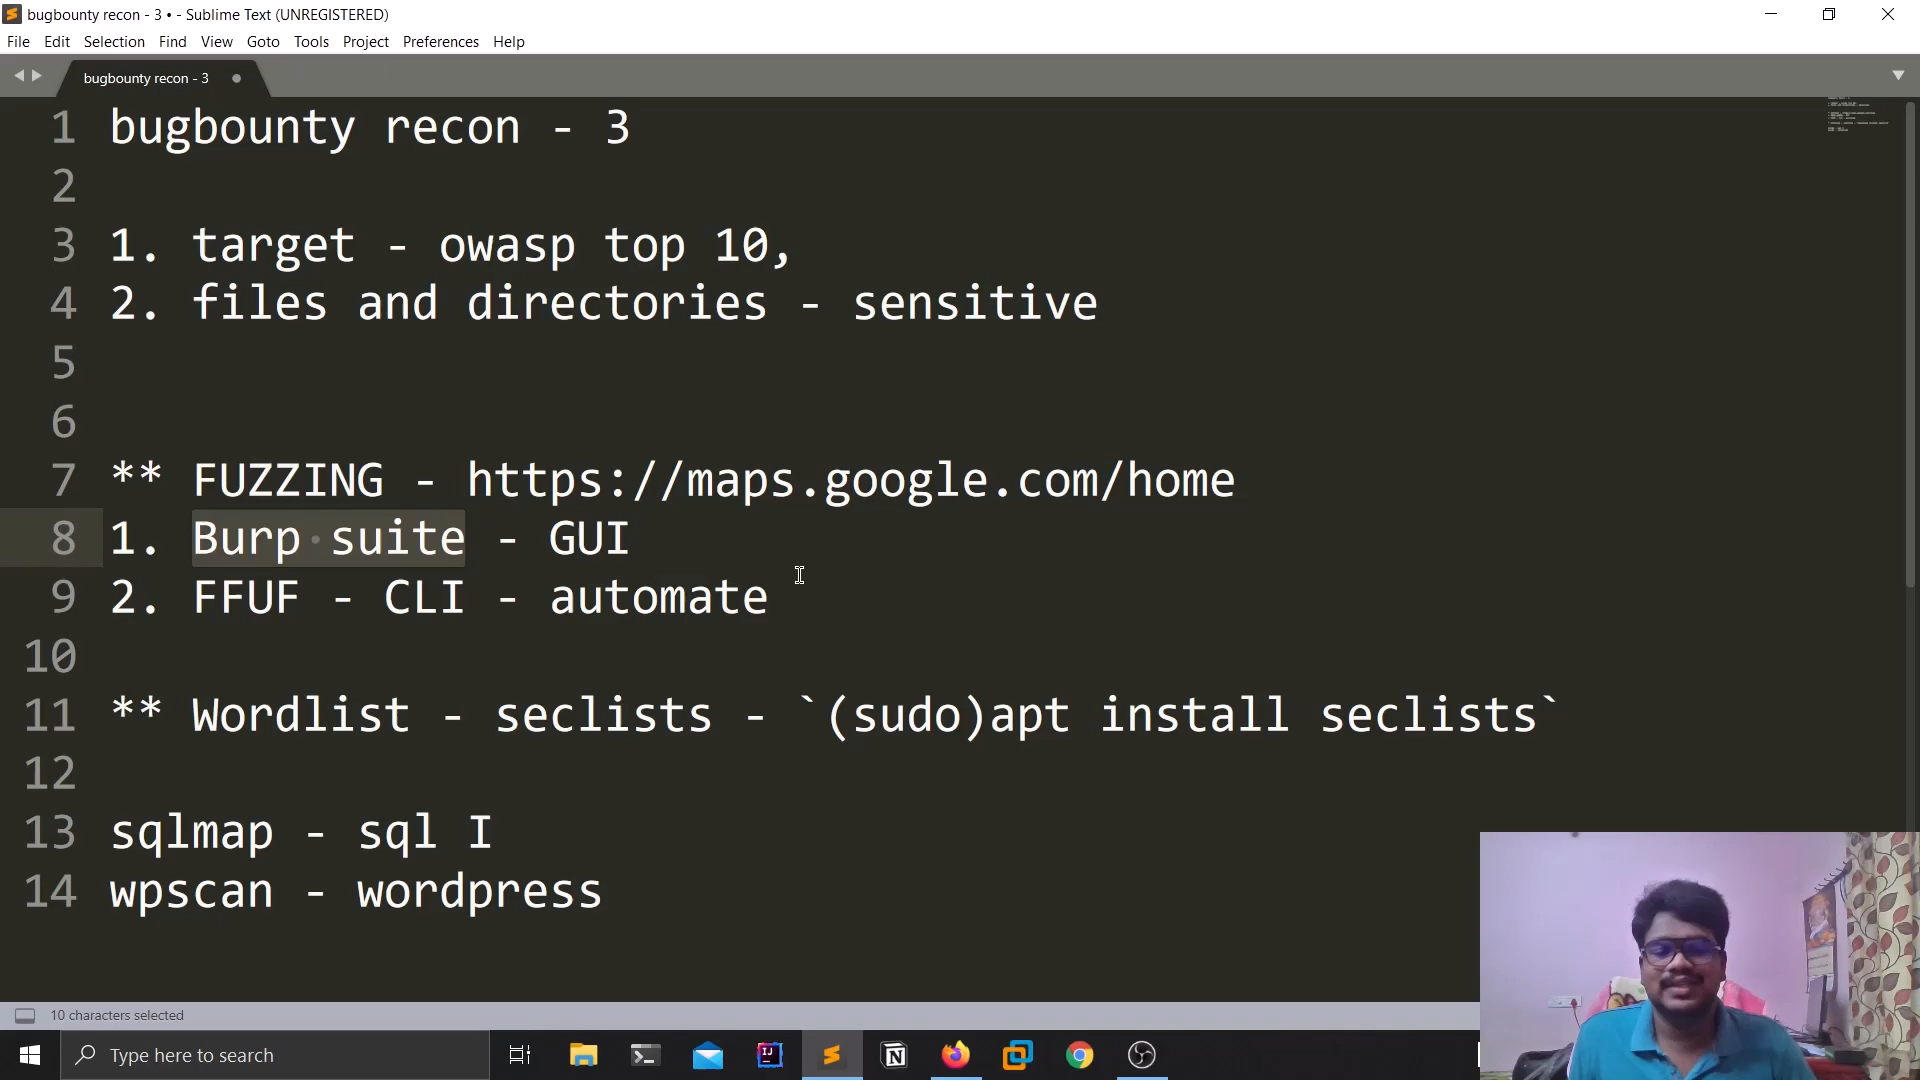 bugbounty recon - 3 • - Sublime Text (UNREGISTERED)
File Edit Selection Find View Goto Tools Project Preferences Help
bugbounty recon - 3
1 bugbounty recon - 3
2
3 1. target - owasp top 10,
4 2. files and directories - sensitive
5
6
7 ** FUZZING - https://maps.google.com/home
8 1. Burp suite - GUI
9 2. FFUF - CLI - automate
10
11 ** Wordlist - seclists - `(sudo)apt install seclists`
12
13 sqlmap - sql I
14 wpscan - wordpress
10 characters selected
Type here to search